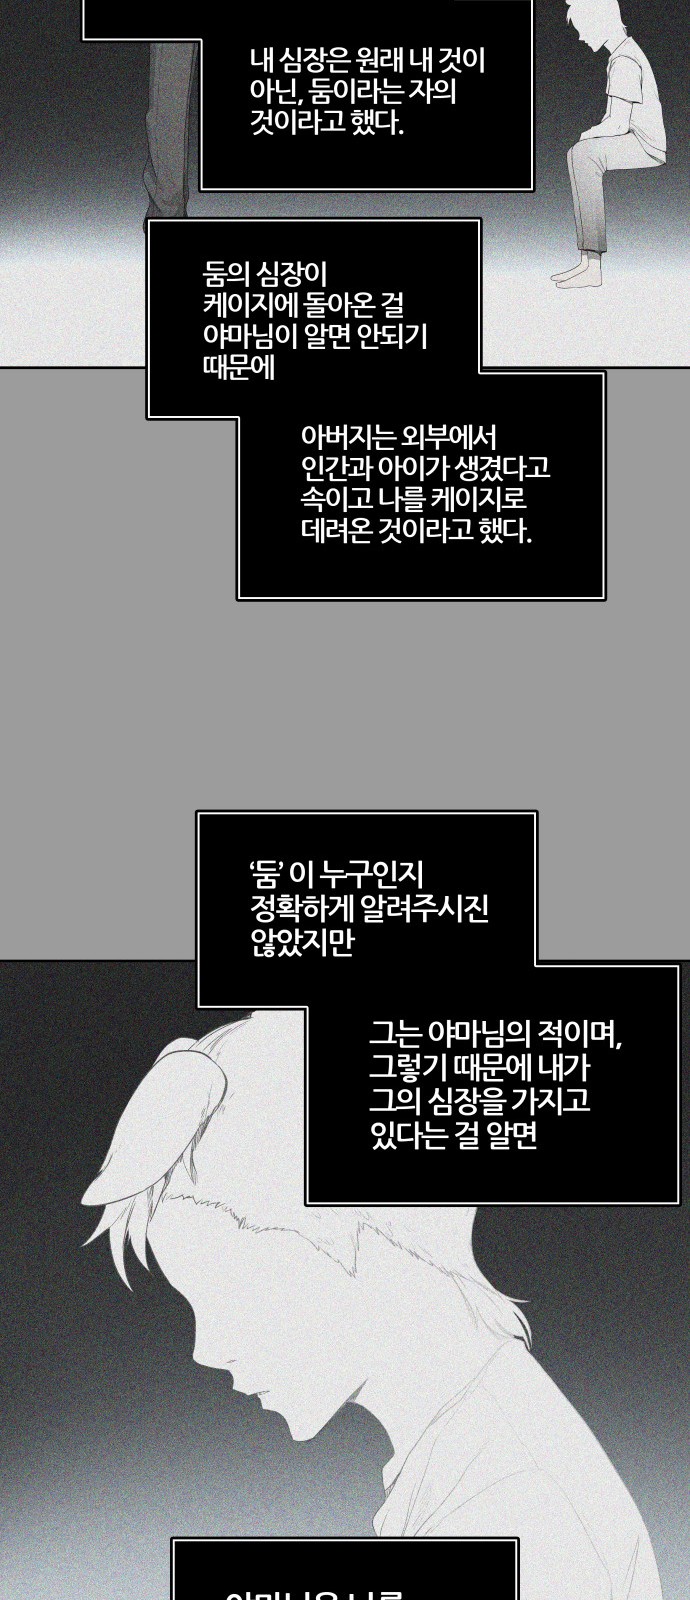 내 심장은 원래 내 것이
아닌, 둠이라는 자의
것이라고 했다.
둠의 심장이
케이지에 돌아온 걸
야마님이 알면 안되기
때문에
아버지는 외부에서
인간과 아이가 생겼다고
속이고 나를 케이지로
데려온 것이라고 했다.
‘둠’ 이 누구인지
정확하게 알려주시진
않았지만
그는 야마님의 적이며,
그렇기 때문에 내가
그의 심장을 가지고
있다는 걸 알면